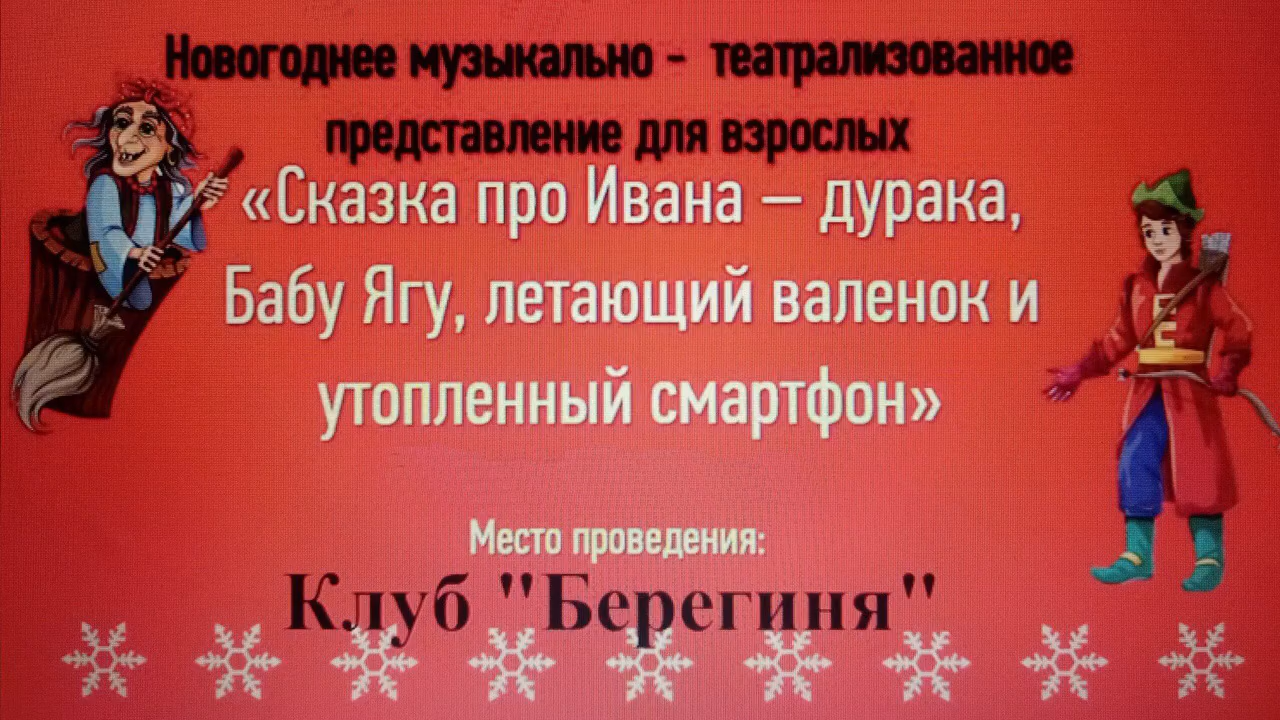 Новогоднее музыкально - театрализованное
представление для взрослых
«Сказка про Ивана – дурака,
Бабу Ягу, летающий валенок и
утопленный смартфон»
Место проведения:
Клуб "Берегиня"